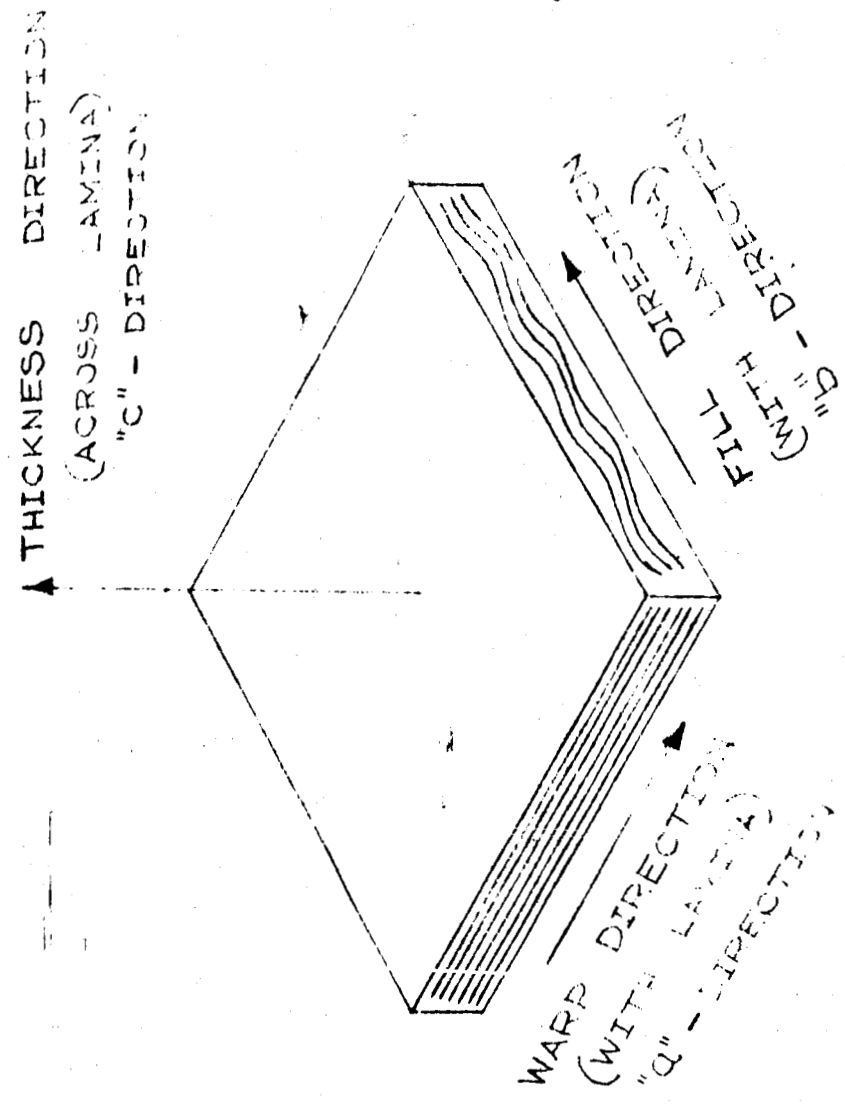 THICKNESS DIRECTION
(ACROSS LAMINA)
"C" - DIRECTION
FILL DIRECTION
(WITH LAMINA)
"b" - DIRECTION
WARP DIRECTION
(WITH LAMINA)
"a" - DIRECTION